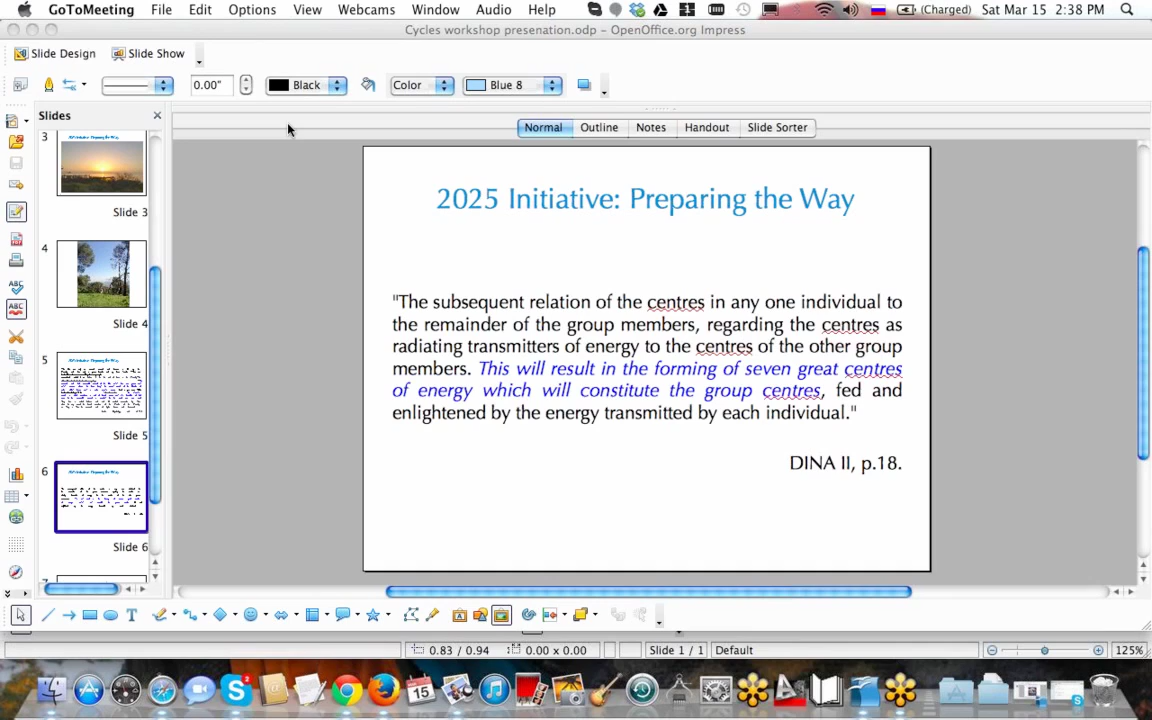 GoToMeeting File Edit Options View Webcams Window Audio Help (Charged) Sat Mar 15 2:38 PM
Cycles workshop presenation.odp – OpenOffice.org Impress
Slide Design Slide Show
0.00" Black Color Blue 8
Slides
Normal Outline Notes Handout Slide Sorter
3
Slide 3
4
Slide 4
5
Slide 5
6
Slide 6
7
2025 Initiative: Preparing the Way
"The subsequent relation of the centres in any one individual to
the remainder of the group members, regarding the centres as
radiating transmitters of energy to the centres of the other group
members. This will result in the forming of seven great centres
of energy which will constitute the group centres, fed and
enlightened by the energy transmitted by each individual."
DINA II, p.18.
0.83 / 0.94 0.00 x 0.00 Slide 1 / 1 Default 125%